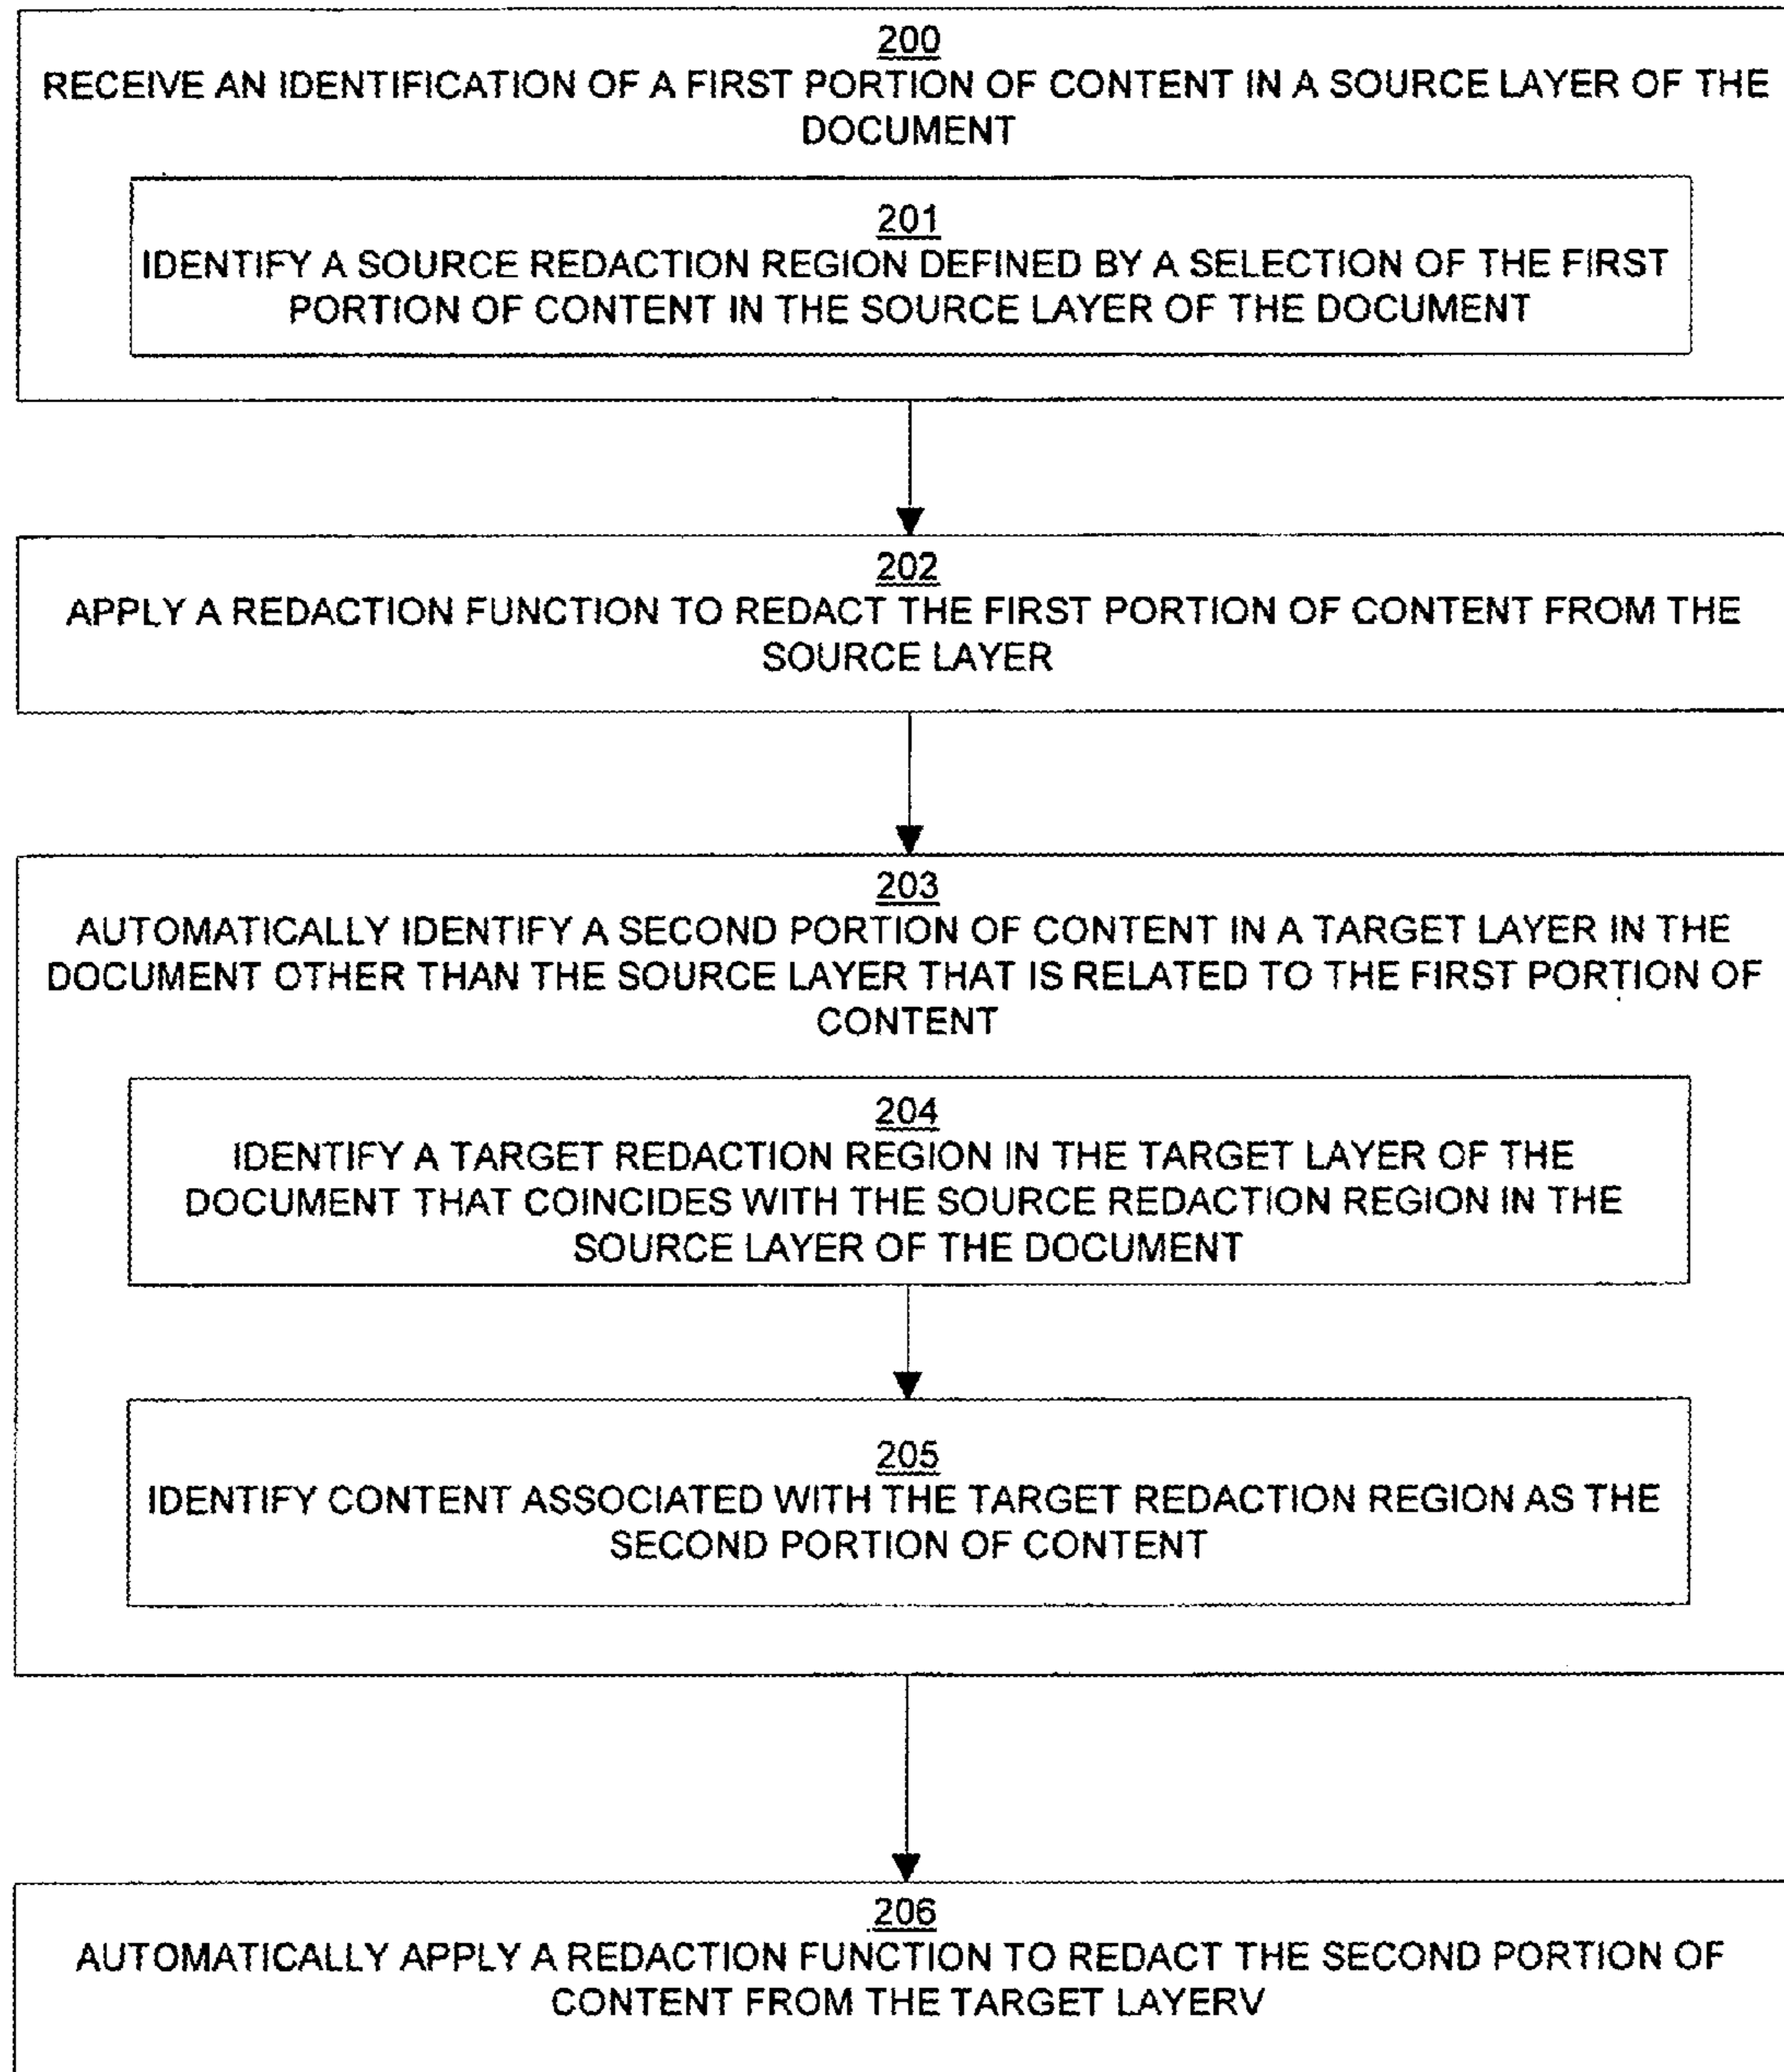 200
RECEIVE AN IDENTIFICATION OF A FIRST PORTION OF CONTENT IN A SOURCE LAYER OF THE
DOCUMENT
201
IDENTIFY A SOURCE REDACTION REGION DEFINED BY A SELECTION OF THE FIRST
PORTION OF CONTENT IN THE SOURCE LAYER OF THE DOCUMENT
202
APPLY A REDACTION FUNCTION TO REDACT THE FIRST PORTION OF CONTENT FROM THE
SOURCE LAYER
203
AUTOMATICALLY IDENTIFY A SECOND PORTION OF CONTENT IN A TARGET LAYER IN THE
DOCUMENT OTHER THAN THE SOURCE LAYER THAT IS RELATED TO THE FIRST PORTION OF
CONTENT
204
IDENTIFY A TARGET REDACTION REGION IN THE TARGET LAYER OF THE
DOCUMENT THAT COINCIDES WITH THE SOURCE REDACTION REGION IN THE
SOURCE LAYER OF THE DOCUMENT
205
IDENTIFY CONTENT ASSOCIATED WITH THE TARGET REDACTION REGION AS THE
SECOND PORTION OF CONTENT
206
AUTOMATICALLY APPLY A REDACTION FUNCTION TO REDACT THE SECOND PORTION OF
CONTENT FROM THE TARGET LAYERV